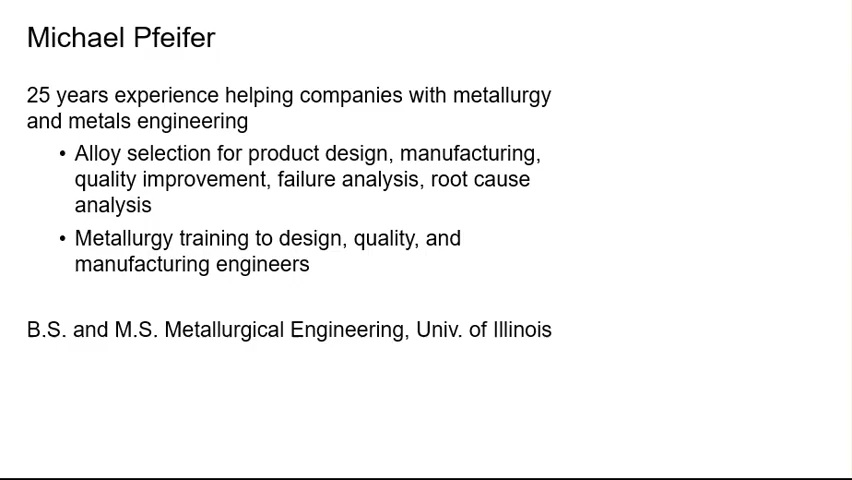 Michael Pfeifer
25 years experience helping companies with metallurgy
and metals engineering
• Alloy selection for product design, manufacturing,
quality improvement, failure analysis, root cause
analysis
• Metallurgy training to design, quality, and
manufacturing engineers
B.S. and M.S. Metallurgical Engineering, Univ. of Illinois